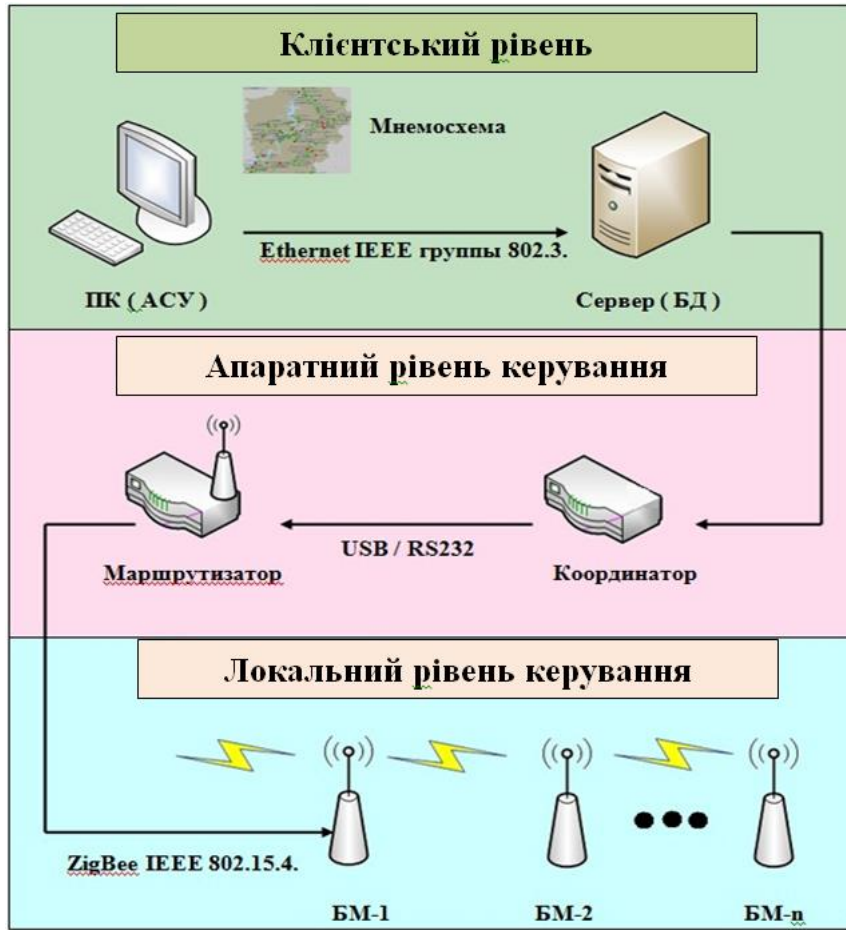 Клієнтський рівень
Мнемосхема
Ethernet IEEE группы 802.3.
ПК ( АСУ )
Сервер ( БД )
Апаратний рівень керування
USB / RS232
Маршрутизатор
Координатор
Локальний рівень керування
ZigBee IEEE 802.15.4.
БМ-1
БМ-2
БМ-n